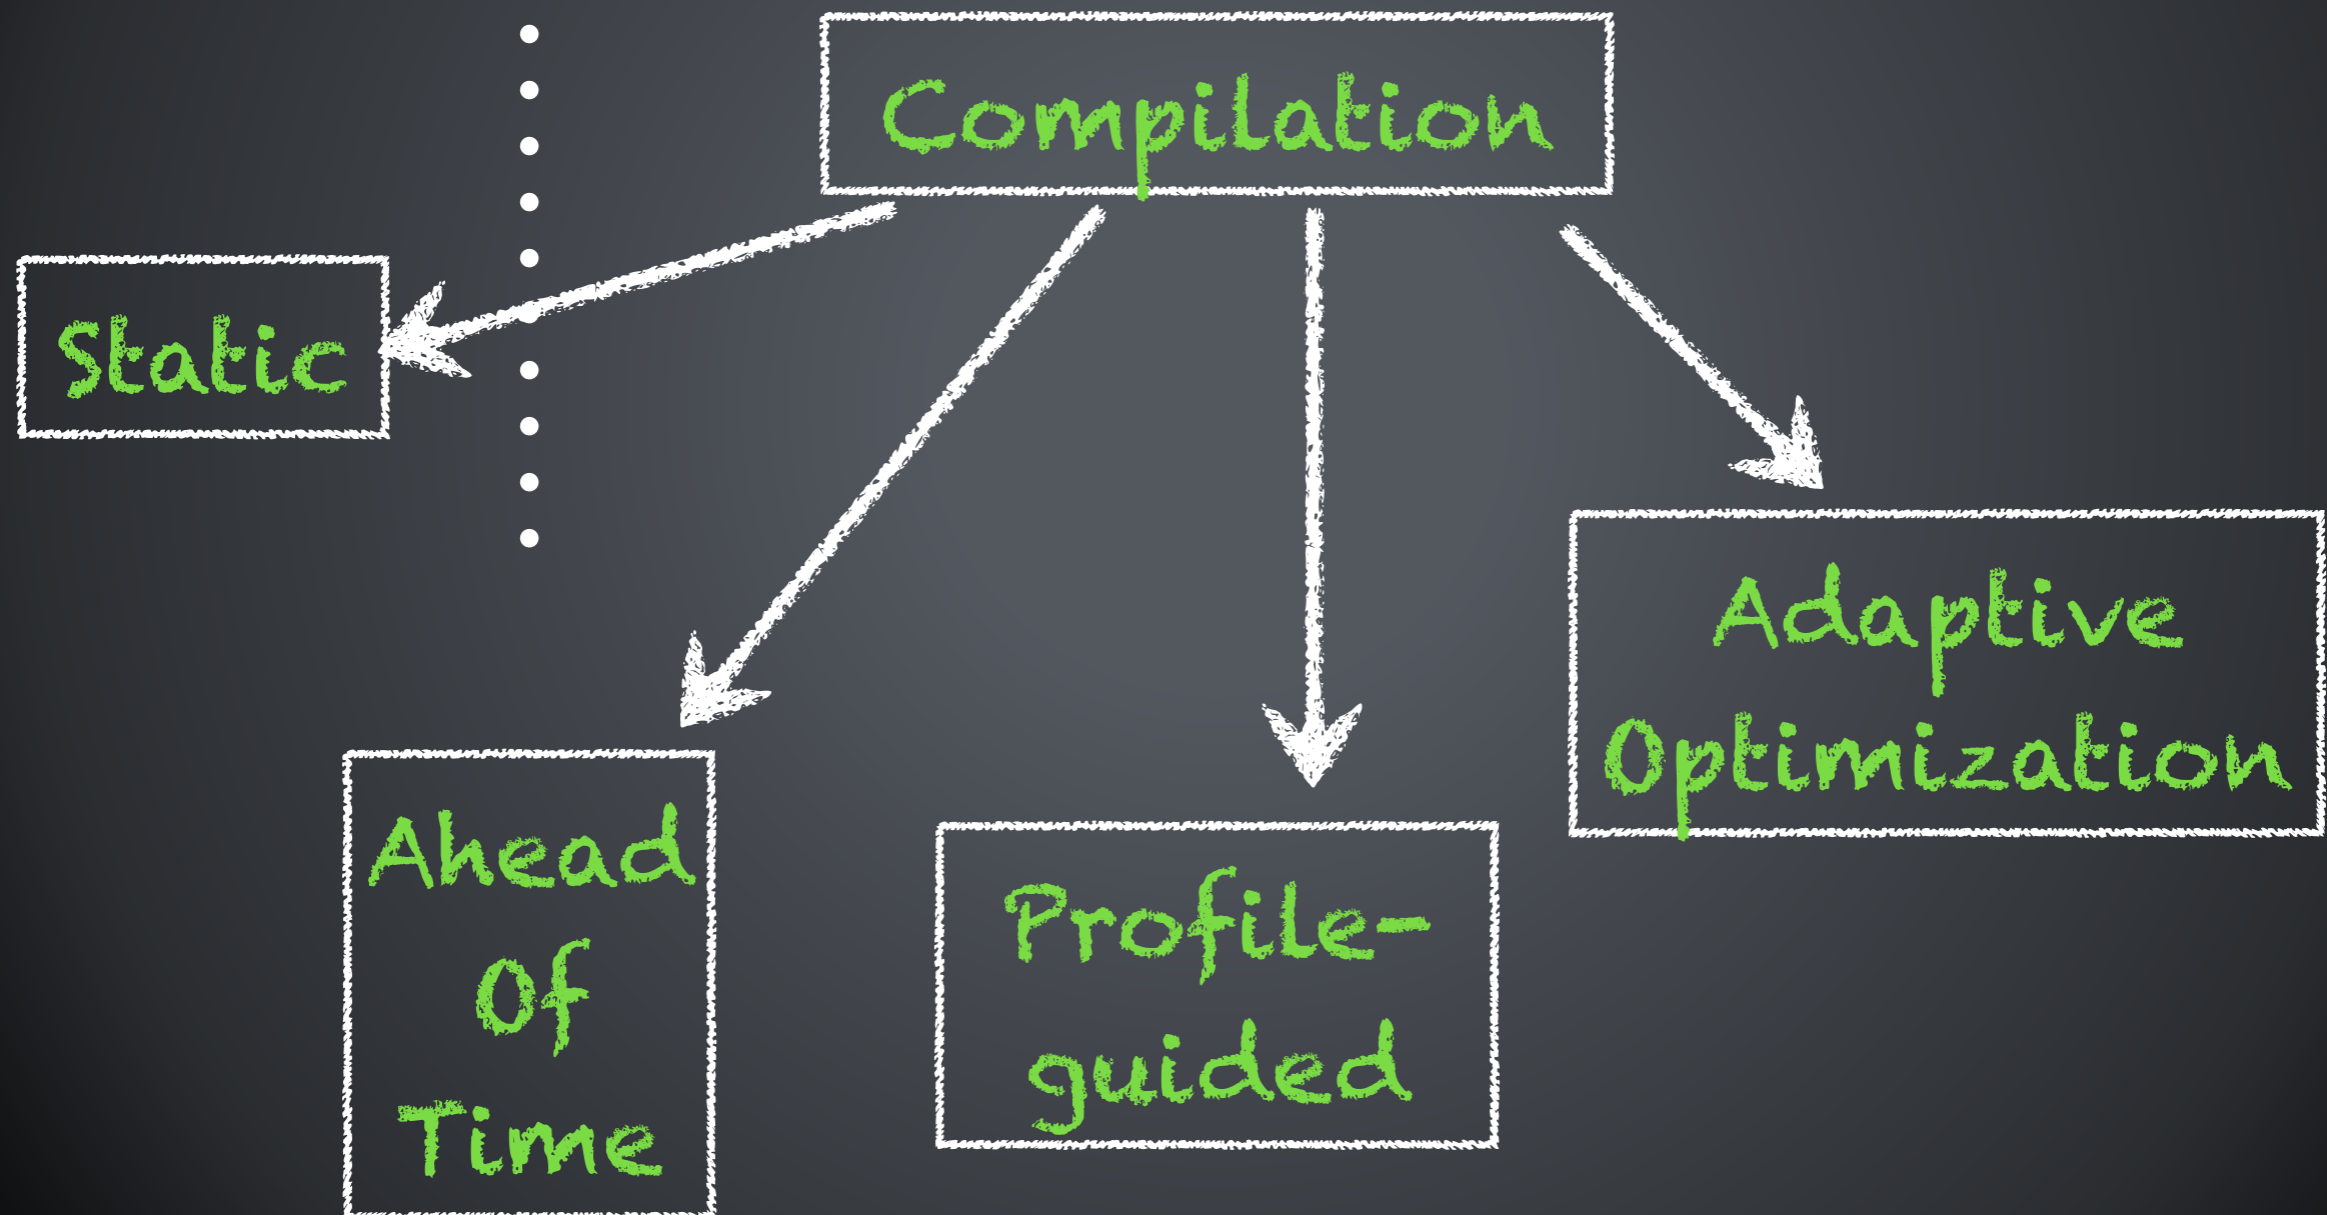 Compilation
Static
Adaptive
Optimization
Ahead
Of
Time
Profile-
guided